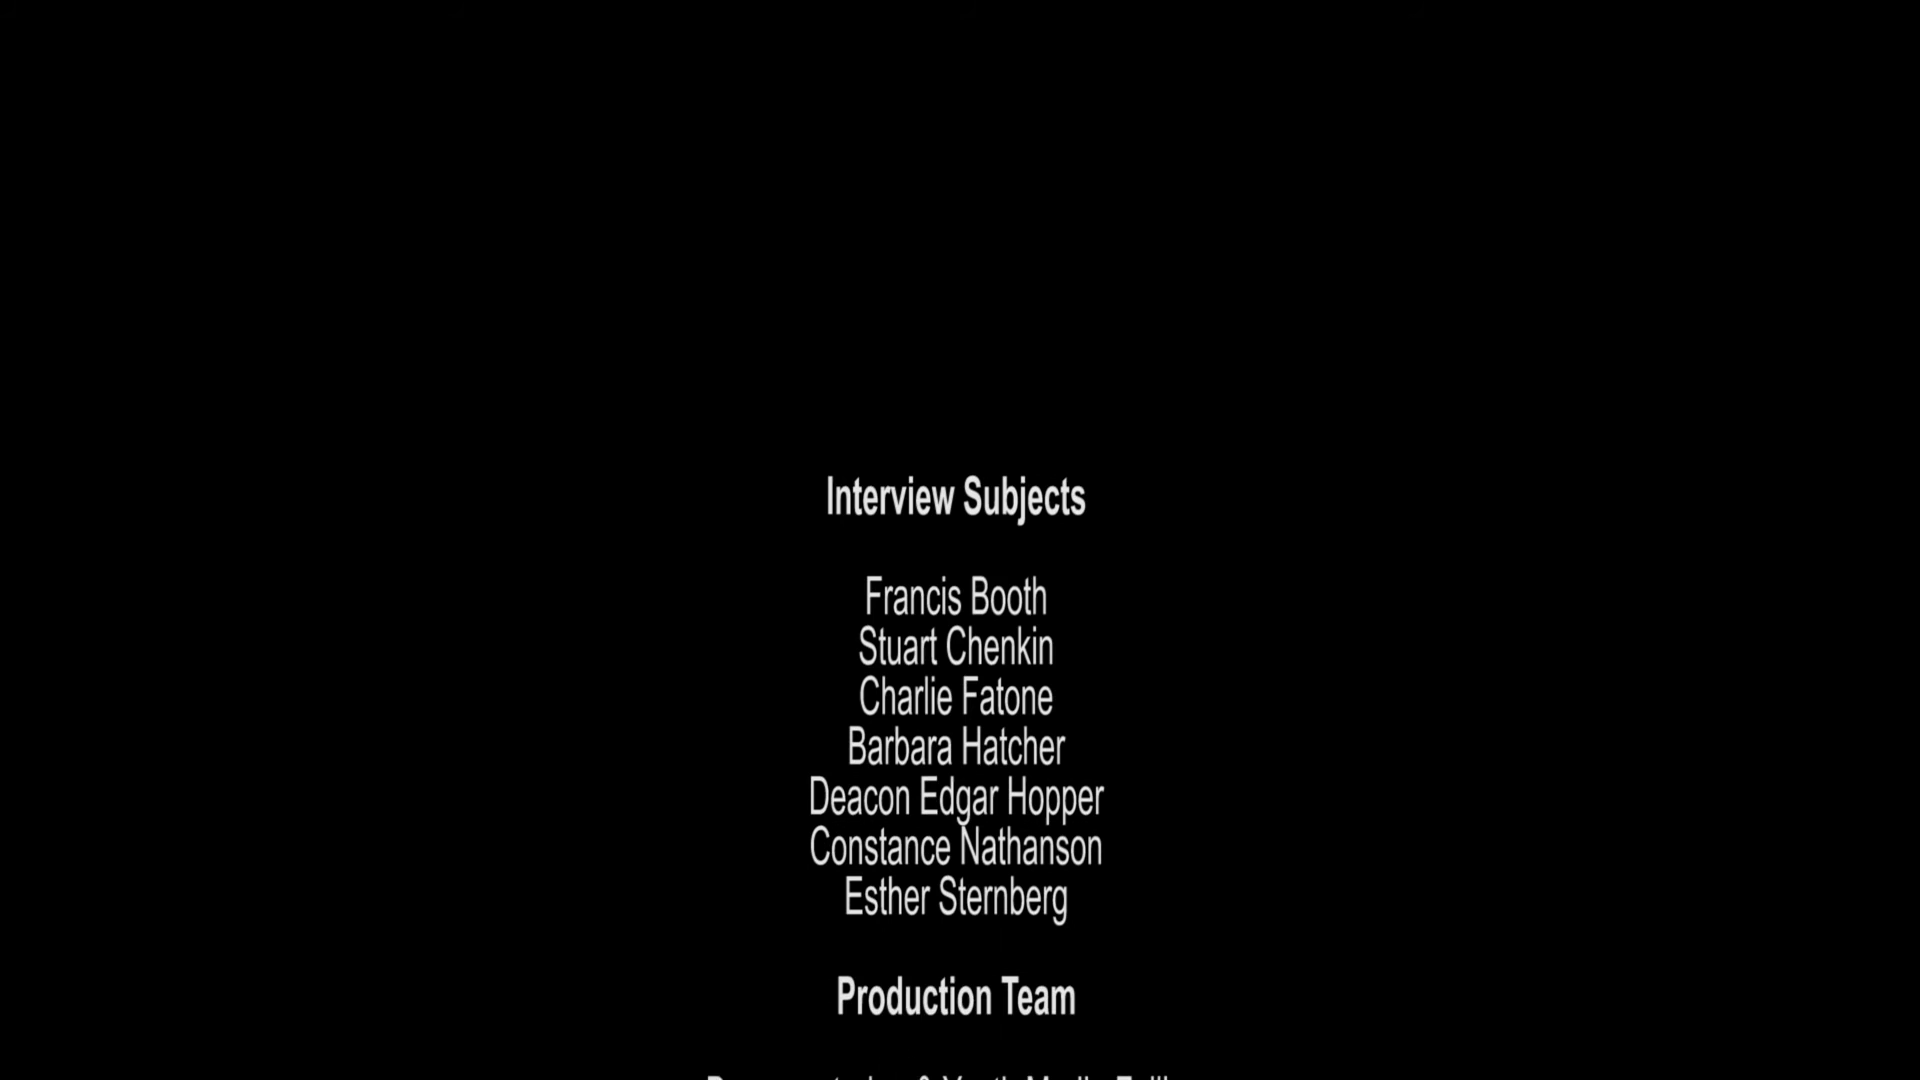 Interview Subjects
Francis Booth
Stuart Chenkin
Charlie Fatone
Barbara Hatcher
Deacon Edgar Hopper
Constance Nathanson
Esther Sternberg
Production Team